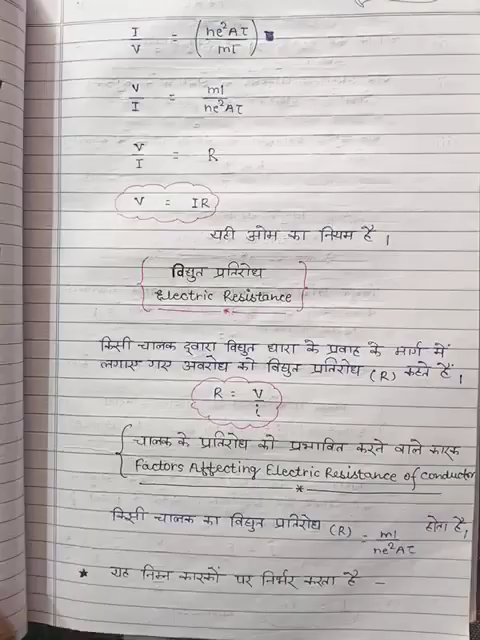 I/V = (ne²Aτ/ml)
V/I = ml/ne²Aτ
V/I = R
V = IR
यही ओम का नियम है।
विद्युत प्रतिरोध
Electric Resistance
किसी चालक द्वारा विद्युत धारा के प्रवाह के मार्ग में
लगाए गए अवरोध को विद्युत प्रतिरोध (R) कहते हैं।
R = V/i
चालक के प्रतिरोध को प्रभावित करने वाले कारक
Factors Affecting Electric Resistance of conductor
किसी चालक का विद्युत प्रतिरोध (R) = ml/ne²Aτ होता है।
★ यह निम्न कारकों पर निर्भर करता है –